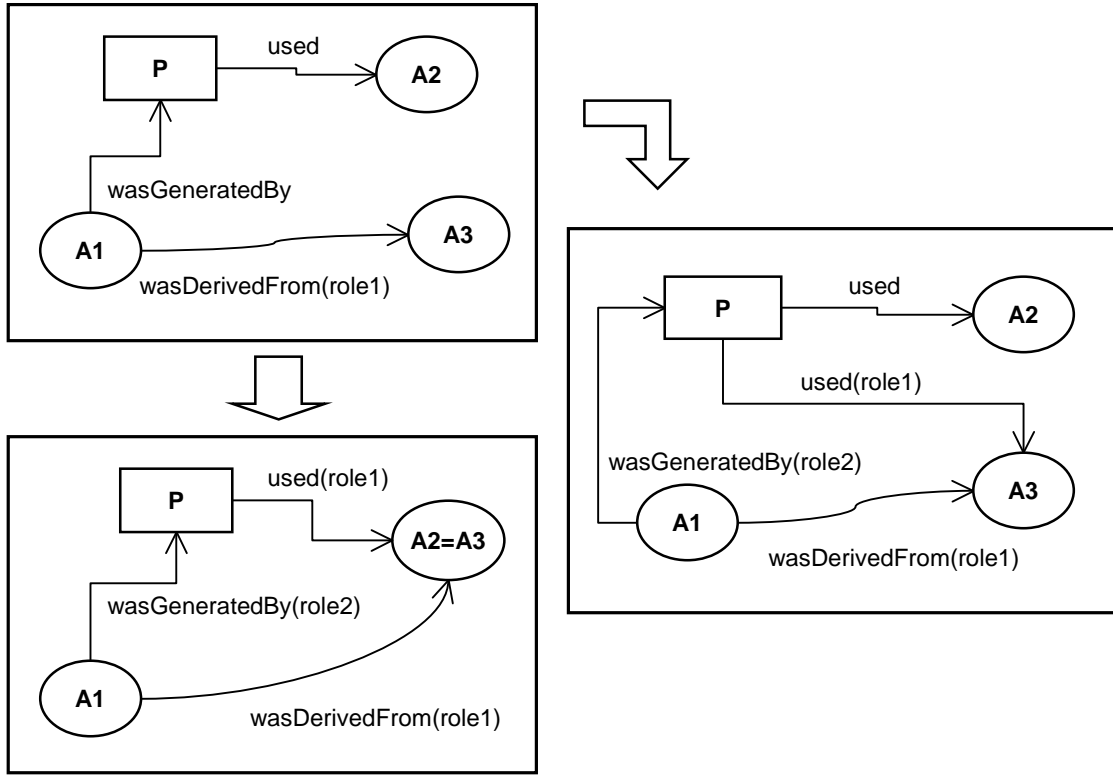 used
P
A2
wasGeneratedBy
A1
A3
wasDerivedFrom(role1)
used
P
A2
used(role1)
wasGeneratedBy(role2)
A1
A3
wasDerivedFrom(role1)
used(role1)
P
A2=A3
wasGeneratedBy(role2)
A1
wasDerivedFrom(role1)